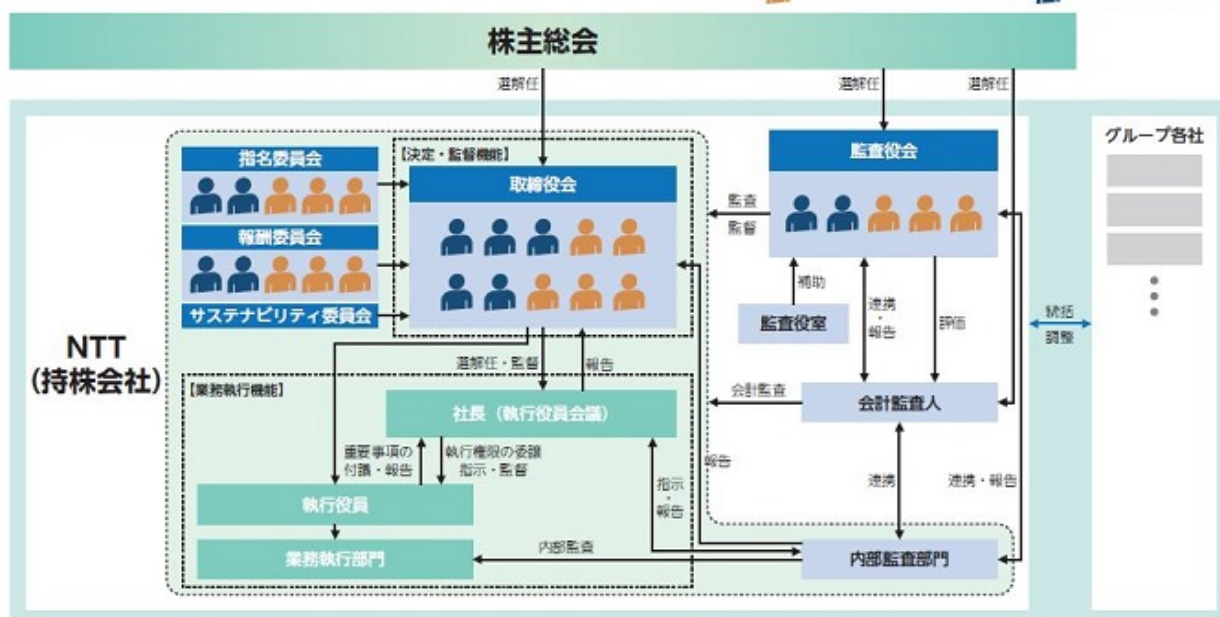 株主総会
選解任
選解任
選解任
NTT
(持株会社)
指名委員会
報酬委員会
サステナビリティ委員会
【決定・監督機能】
取締役会
監査役会
監査
監督
補助
監査役室
連携
・
報告
評価
会計監査
会計監査人
選解任・監督
報告
【業務執行機能】
社長（執行役員会議）
重要事項の
付議・報告
執行権限の委譲
指示・監督
執行役員
業務執行部門
指示
・
報告
報告
連携
連携・報告
内部監査
内部監査部門
統括
調整
グループ各社